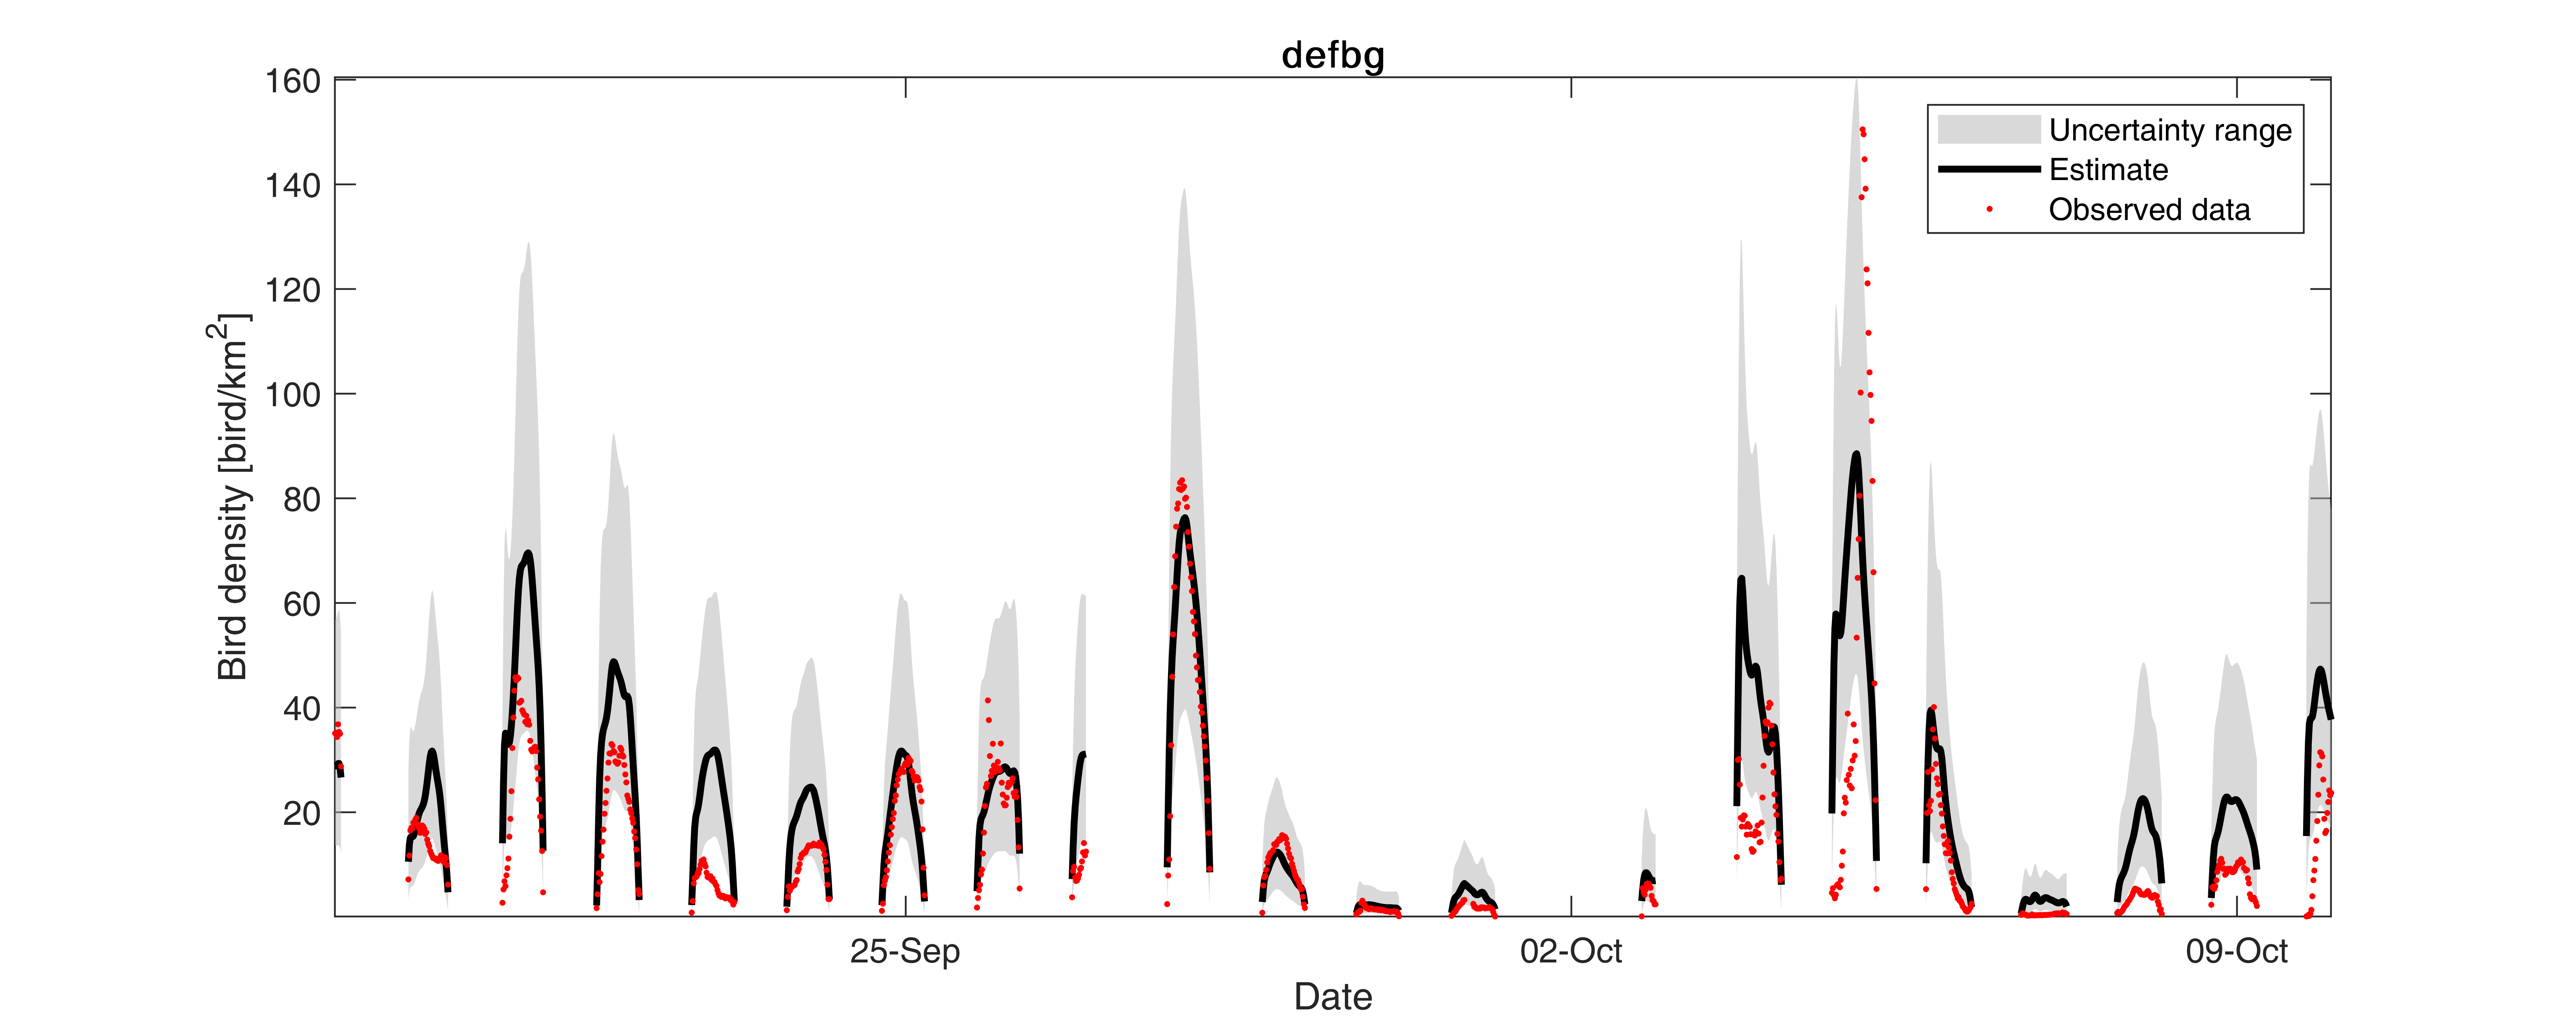 defbg
160
140
120
100
80
60
40
20
Bird density [bird/km²]
Uncertainty range
Estimate
Observed data
25-Sep
02-Oct
09-Oct
Date